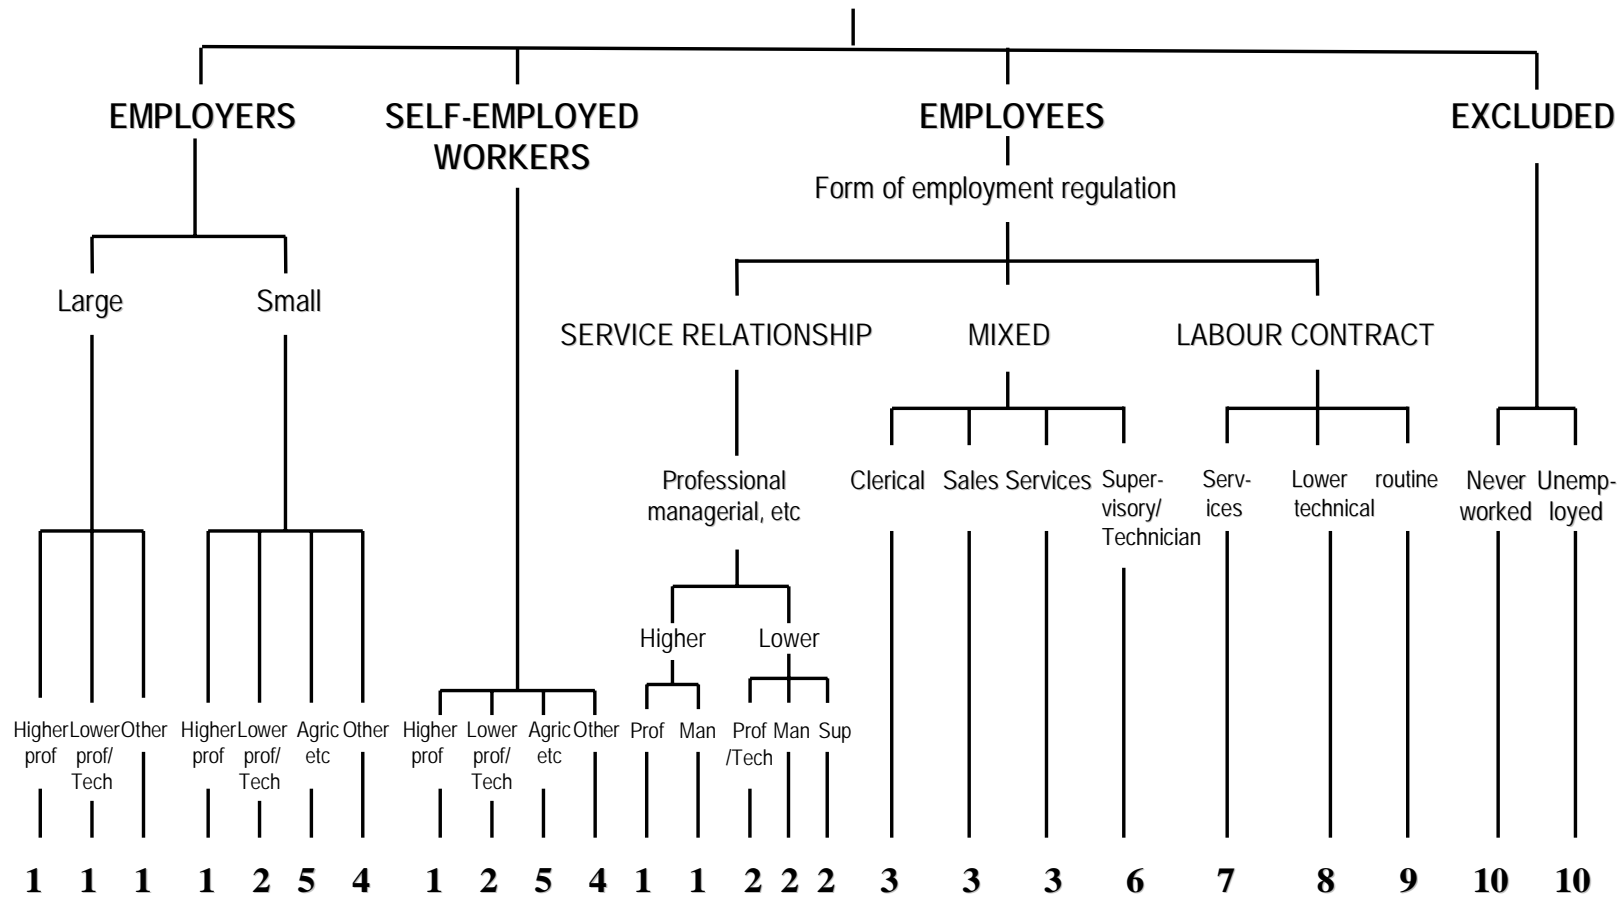 EMPLOYERS
SELF-EMPLOYED
WORKERS
EMPLOYEES
EXCLUDED
Form of employment regulation
Large
Small
SERVICE RELATIONSHIP
MIXED
LABOUR CONTRACT
Professional
managerial, etc
Clerical
Sales
Services
Super-
visory/
Technician
Serv-
ices
Lower
technical
routine
Never
worked
Unemp-
loyed
Higher
Lower
Higher
prof
Lower
prof/
Tech
Other
Higher
prof
Lower
prof/
Tech
Agric
etc
Other
Higher
prof
Lower
prof/
Tech
Agric
etc
Other
Prof
Man
Prof
/Tech
Man
Sup
1 1 1 1 2 5 4 1 2 5 4 1 1 2 2 2 3 3 3 6 7 8 9 10 10